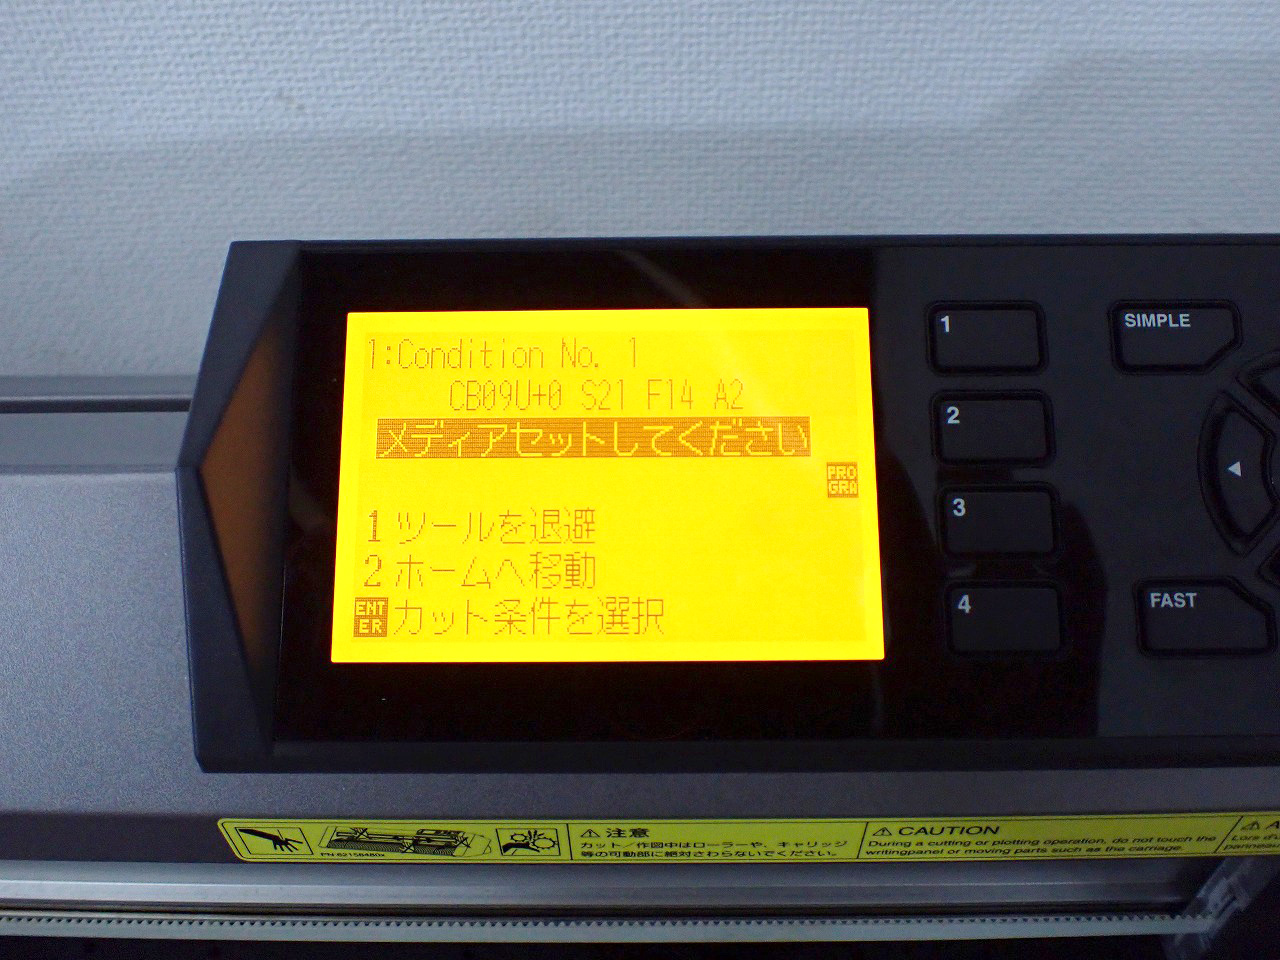 1:Condition No. 1
CB09U+0 S21 F14 A2
メディアセットしてください
PRO
GRM
1 ツールを退避
2 ホームへ移動
ENT
ER カット条件を選択
1
2
3
4
SIMPLE
FAST
⚠注意
カット/作図中はローラーや、キャリッジ
等の可動部に絶対さわらないでください。
⚠CAUTION
During a cutting or plotting operation, do not touch the
writingpanel or moving parts such as the carriage.